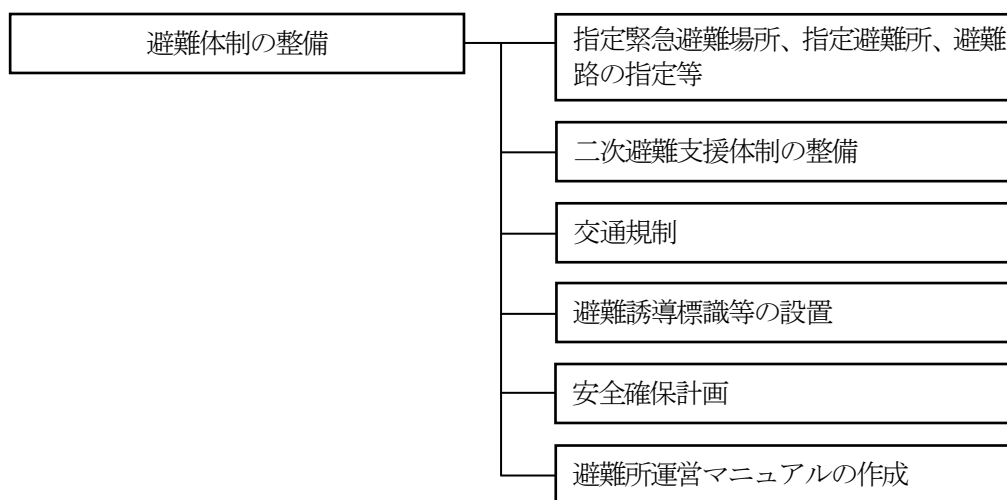 避難体制の整備
指定緊急避難場所、指定避難所、避難
路の指定等
二次避難支援体制の整備
交通規制
避難誘導標識等の設置
安全確保計画
避難所運営マニュアルの作成